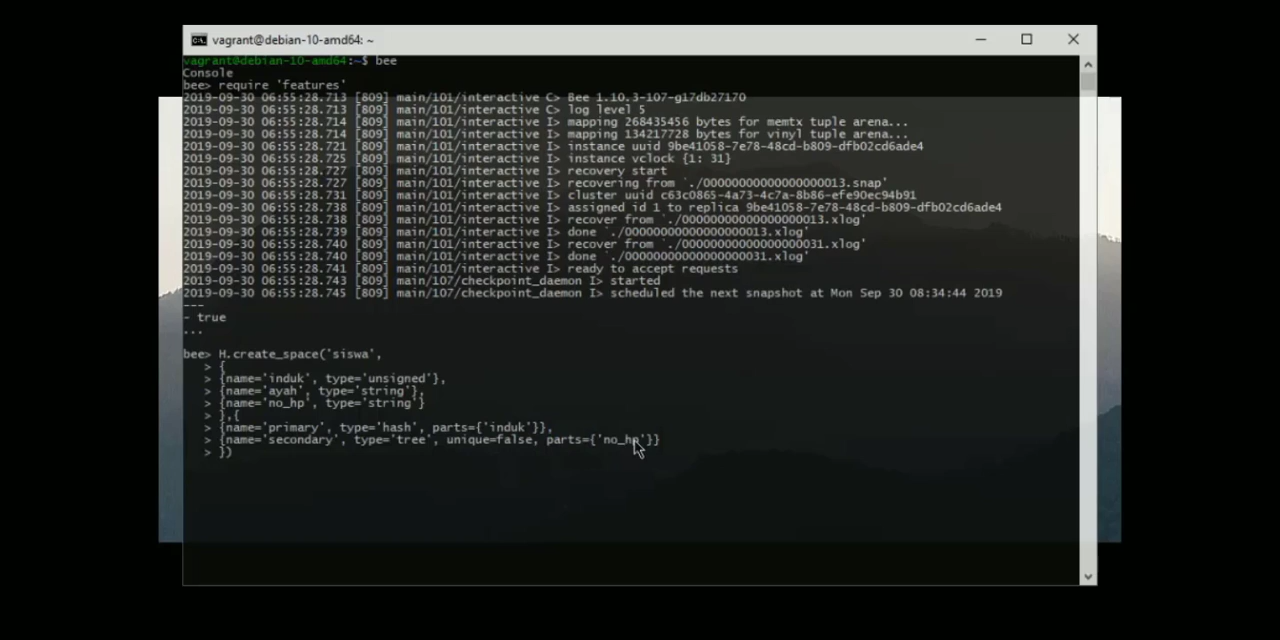 vagrant@debian-10-amd64: ~
vagrant@debian-10-amd64:~$ bee
Console
bee> require 'features'
2019-09-30 06:55:28.713 [809] main/101/interactive C> Bee 1.10.3-107-g17db27170
2019-09-30 06:55:28.713 [809] main/101/interactive C> log level 5
2019-09-30 06:55:28.714 [809] main/101/interactive I> mapping 268435456 bytes for memtx tuple arena...
2019-09-30 06:55:28.714 [809] main/101/interactive I> mapping 134217728 bytes for vinyl tuple arena...
2019-09-30 06:55:28.721 [809] main/101/interactive I> instance uuid 9be41058-7e78-48cd-b809-dfb02cd6ade4
2019-09-30 06:55:28.725 [809] main/101/interactive I> instance vclock {1: 31}
2019-09-30 06:55:28.727 [809] main/101/interactive I> recovery start
2019-09-30 06:55:28.727 [809] main/101/interactive I> recovering from `./00000000000000000013.snap'
2019-09-30 06:55:28.731 [809] main/101/interactive I> cluster uuid c63c0865-4a73-4c7a-8b86-efe90ec94b91
2019-09-30 06:55:28.738 [809] main/101/interactive I> assigned id 1 to replica 9be41058-7e78-48cd-b809-dfb02cd6ade4
2019-09-30 06:55:28.738 [809] main/101/interactive I> recover from `./00000000000000000013.xlog'
2019-09-30 06:55:28.739 [809] main/101/interactive I> done `./00000000000000000013.xlog'
2019-09-30 06:55:28.740 [809] main/101/interactive I> recover from `./00000000000000000031.xlog'
2019-09-30 06:55:28.740 [809] main/101/interactive I> done `./00000000000000000031.xlog'
2019-09-30 06:55:28.741 [809] main/101/interactive I> ready to accept requests
2019-09-30 06:55:28.743 [809] main/107/checkpoint_daemon I> started
2019-09-30 06:55:28.745 [809] main/107/checkpoint_daemon I> scheduled the next snapshot at Mon Sep 30 08:34:44 2019
---
- true
...
bee> H.create_space('siswa',
> {
> {name='induk', type='unsigned'},
> {name='ayah', type='string'},
> {name='no_hp', type='string'}
> },{
> {name='primary', type='hash', parts={'induk'}},
> {name='secondary', type='tree', unique=false, parts={'no_hp'}}
> })